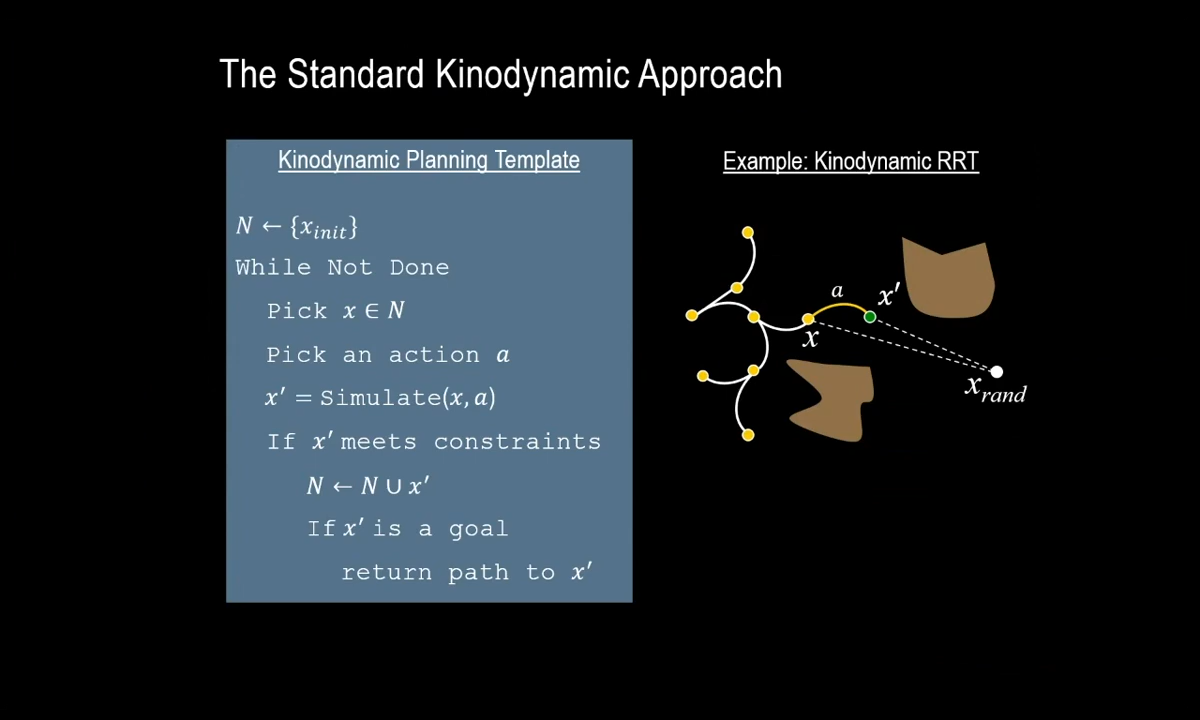 The Standard Kinodynamic Approach
Kinodynamic Planning Template
N ← {x_init}
While Not Done
Pick x ∈ N
Pick an action a
x′ = Simulate(x, a)
If x′ meets constraints
N ← N ∪ x′
If x′ is a goal
return path to x′
Example: Kinodynamic RRT
a
x′
x
x_rand